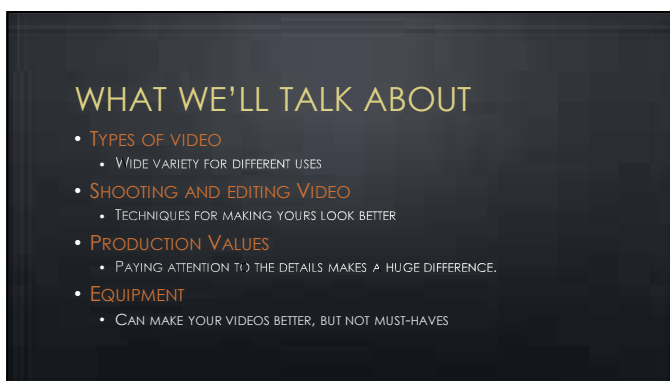 WHAT WE'LL TALK ABOUT
• TYPES OF VIDEO
• WIDE VARIETY FOR DIFFERENT USES
• SHOOTING AND EDITING VIDEO
• TECHNIQUES FOR MAKING YOURS LOOK BETTER
• PRODUCTION VALUES
• PAYING ATTENTION TO THE DETAILS MAKES A HUGE DIFFERENCE.
• EQUIPMENT
• CAN MAKE YOUR VIDEOS BETTER, BUT NOT MUST-HAVES